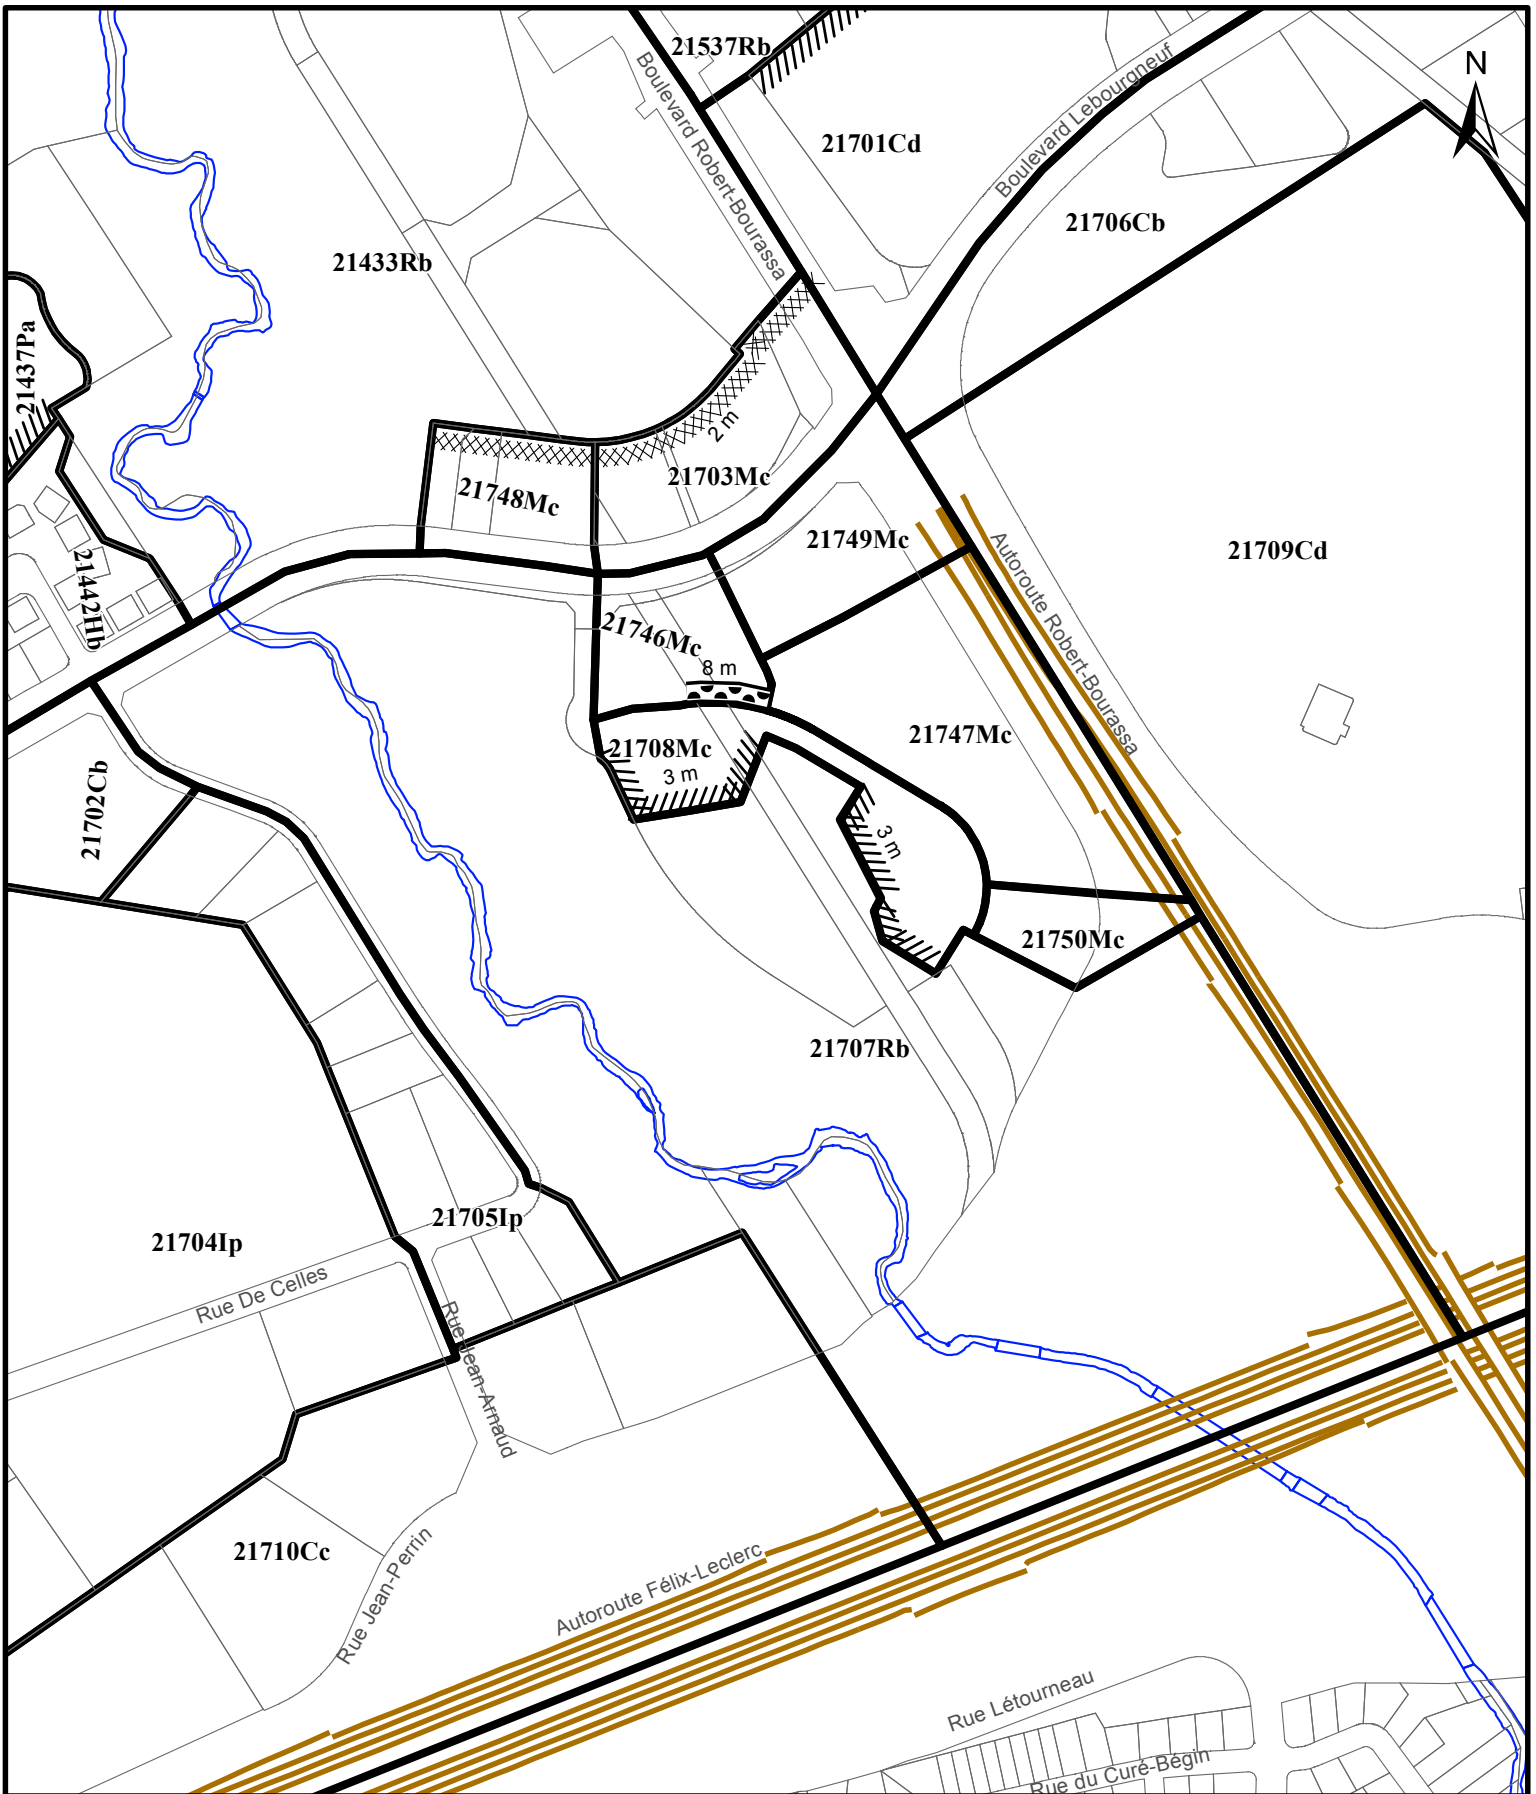 21537Rb
N
Boulevard Robert-Bourassa
21701Cd
Boulevard Lebourgneuf
21706Cb
21433Rb
21437Pa
2 m
21703Mc
21748Mc
21749Mc
21709Cd
21442Hb
Autoroute Robert-Bourassa
21746Mc
8 m
21747Mc
21708Mc
3 m
21702Cb
3 m
21750Mc
21707Rb
21705Ip
21704Ip
Rue De Celles
Rue Jean-Arnaud
21710Cc
Rue Jean-Perrin
Autoroute Félix-Leclerc
Rue Létourneau
Rue du Curé-Bégin